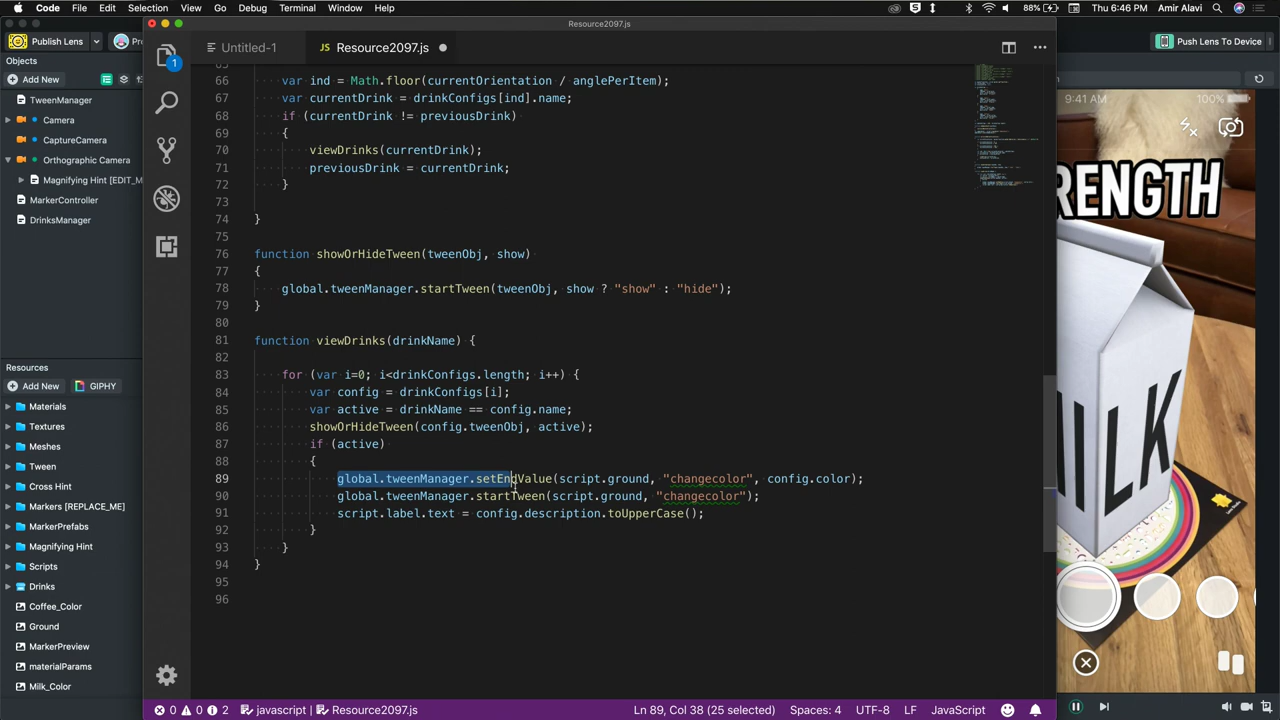 Code File Edit Selection View Go Debug Terminal Window Help
88% Thu 6:46 PM Amir Alavi
Resource2097.js
Publish Lens
Push Lens To Device
Untitled-1
JS Resource2097.js
Objects
Add New
TweenManager
Camera
CaptureCamera
Orthographic Camera
Magnifying Hint [EDIT_M
MarkerController
DrinksManager
Resources
Add New GIPHY
Materials
Textures
Meshes
Tween
Cross Hint
Markers [REPLACE_ME]
MarkerPrefabs
Magnifying Hint
Scripts
Drinks
Coffee_Color
Ground
MarkerPreview
materialParams
Milk_Color
1
65
66 var ind = Math.floor(currentOrientation / anglePerItem);
67 var currentDrink = drinkConfigs[ind].name;
68 if (currentDrink != previousDrink)
69 {
70 viewDrinks(currentDrink);
71 previousDrink = currentDrink;
72 }
73
74 }
75
76 function showOrHideTween(tweenObj, show)
77 {
78 global.tweenManager.startTween(tweenObj, show ? "show" : "hide");
79 }
80
81 function viewDrinks(drinkName) {
82
83 for (var i=0; i<drinkConfigs.length; i++) {
84 var config = drinkConfigs[i];
85 var active = drinkName == config.name;
86 showOrHideTween(config.tweenObj, active);
87 if (active)
88 {
89 global.tweenManager.setEndValue(script.ground, "changecolor", config.color);
90 global.tweenManager.startTween(script.ground, "changecolor");
91 script.label.text = config.description.toUpperCase();
92 }
93 }
94 }
95
96
9:41 AM 100%
RENGTH
ILK
0 0 2 javascript Resource2097.js
Ln 89, Col 38 (25 selected) Spaces: 4 UTF-8 LF JavaScript